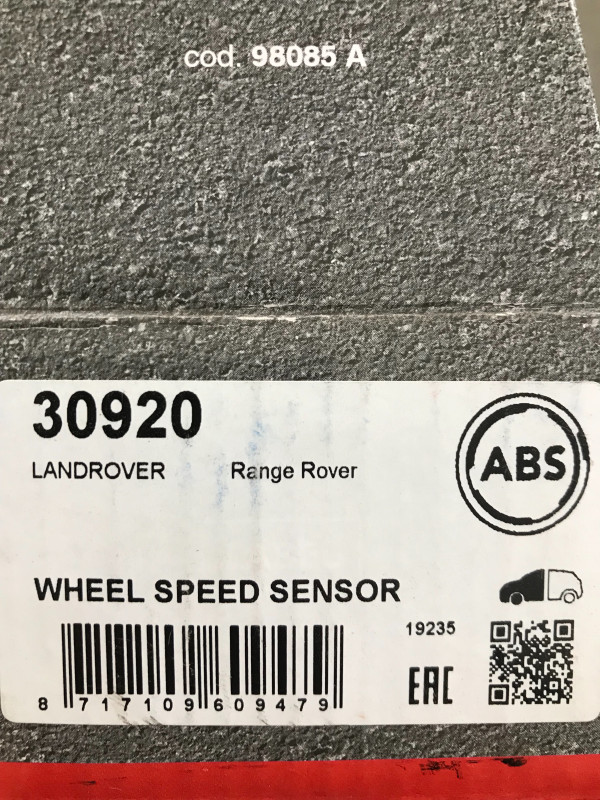 cod. 98085 A
30920
LANDROVER Range Rover
ABS
WHEEL SPEED SENSOR
19235
EAC
8 717109 609479